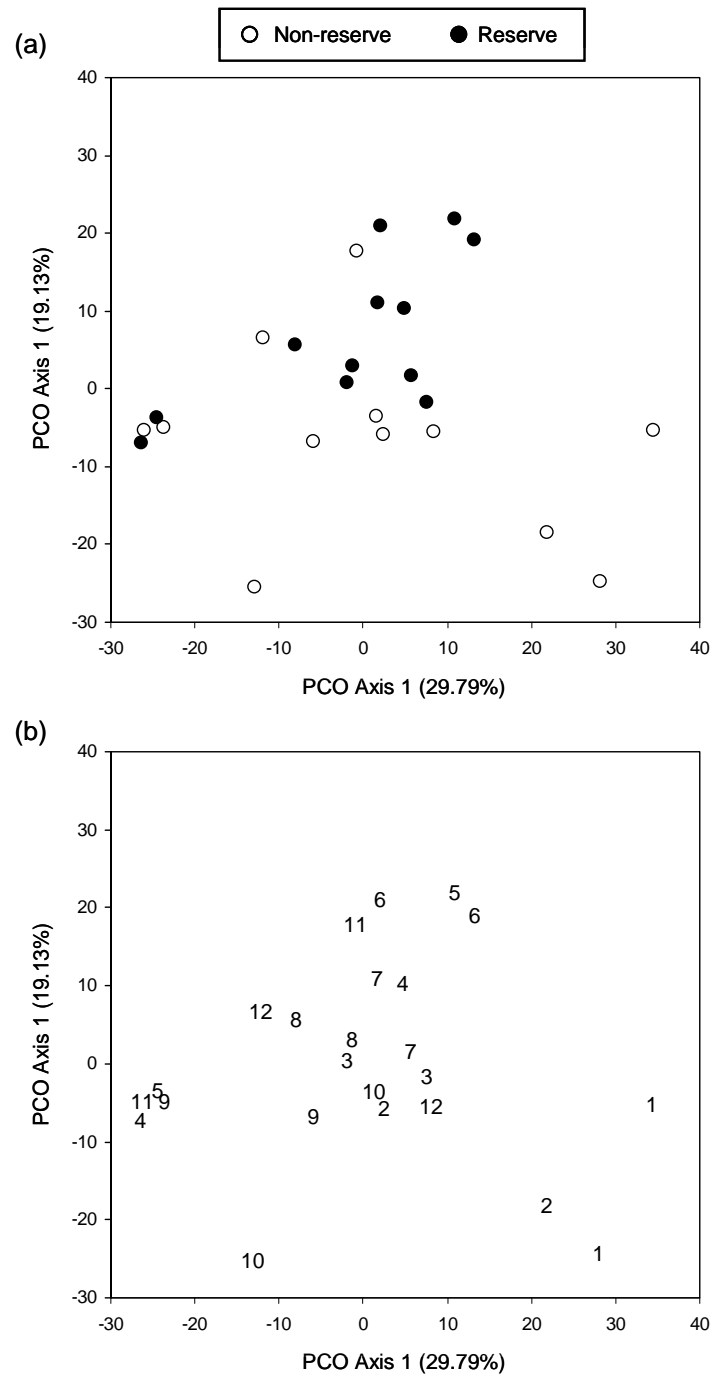 (a)
Non-reserve Reserve
40
30
20
10
0
-10
-20
-30
PCO Axis 1 (19.13%)
-30 -20 -10 0 10 20 30 40
PCO Axis 1 (29.79%)
(b)
40
30
20
10
0
-10
-20
-30
PCO Axis 1 (19.13%)
5
6 6
11
7 4
12 8
8 7
3
3
5 10
11 9 2 12 1
4 9
2
10 1
-30 -20 -10 0 10 20 30 40
PCO Axis 1 (29.79%)